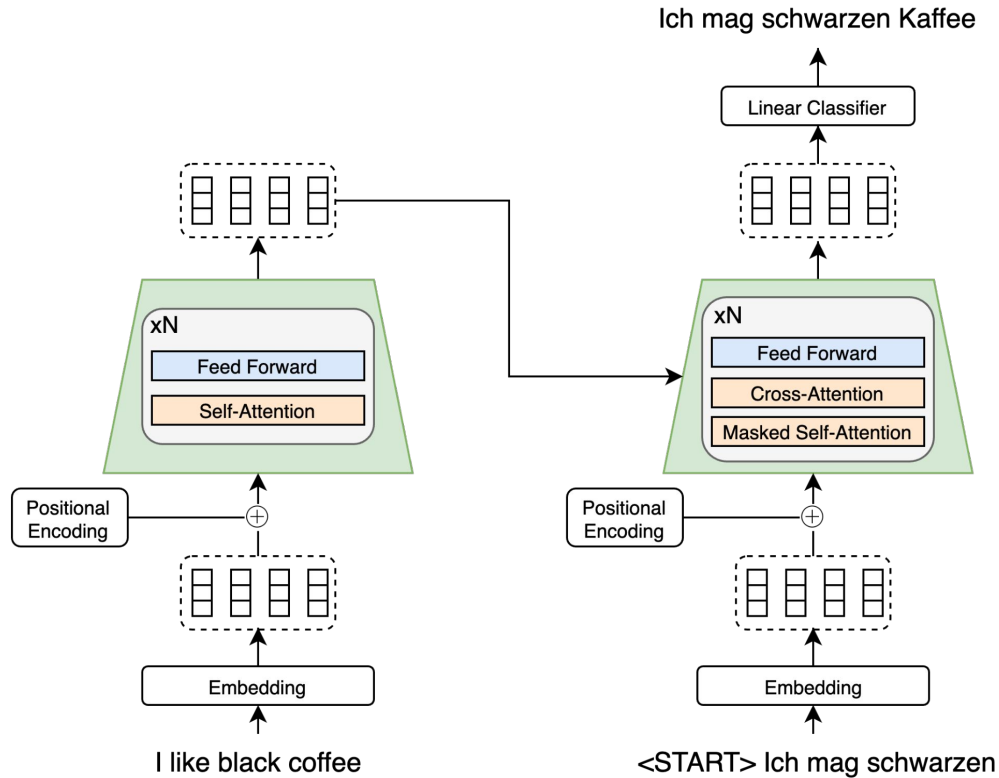 Ich mag schwarzen Kaffee
Linear Classifier
xN
Feed Forward
Self-Attention
xN
Feed Forward
Cross-Attention
Masked Self-Attention
Positional
Encoding
Positional
Encoding
Embedding
Embedding
I like black coffee
<START> Ich mag schwarzen